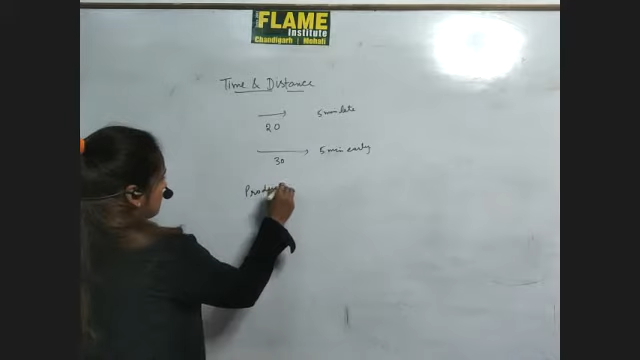 FLAME
Institute
Chandigarh | Mohali
Time & Distance
20
5 min late
30
5 min early